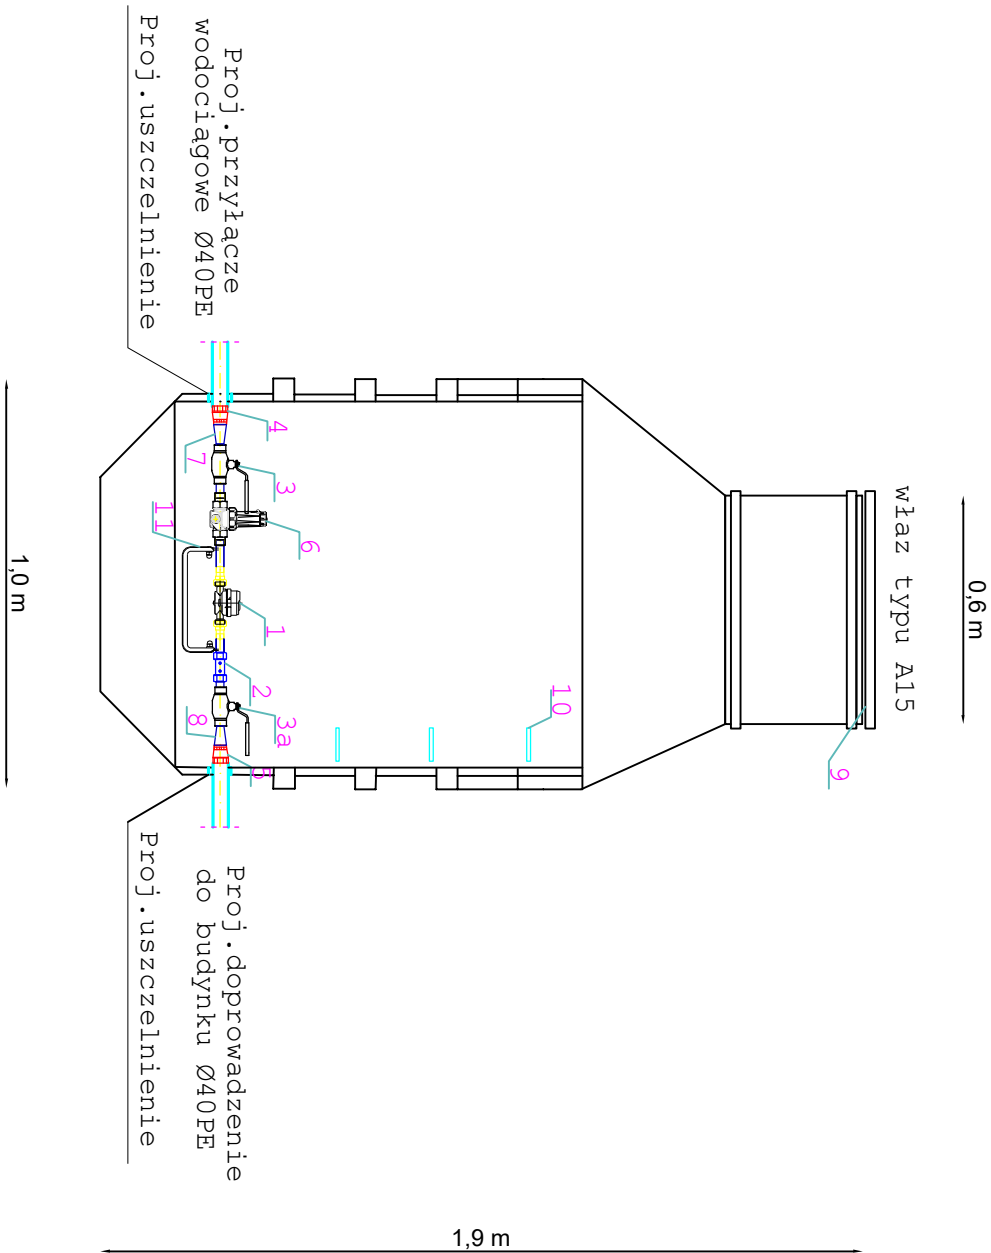 0,6 m
właz typu A15
9
10
Proj.przyłącze
wodociągowe Ø40PE
Proj.uszczelnienie
4
7
3
6
11
1
2
3a
8
5
Proj.doprowadzenie
do budynku Ø40PE
Proj.uszczelnienie
1,0 m
1,9 m